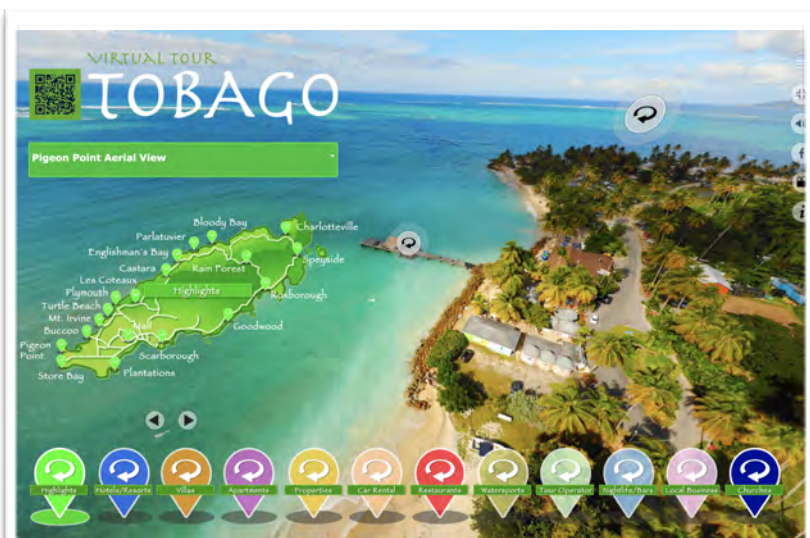 VIRTUAL TOUR
TOBAGO
Pigeon Point Aerial View
Bloody Bay
Charlotteville
Parlatuvier
Englishman's Bay
Speyside
Castara
Rain Forest
Les Coteaux
Highlights
Roxborough
Plymouth
Turtle Beach
Mt. Irvine
Mall
Goodwood
Buccoo
Pigeon
Point
Scarborough
Store Bay
Plantations
Highlights
Hotels/Resorts
Villas
Apartments
Properties
Car Rental
Restaurants
Watersports
Tour Operator
Nightlife/Bars
Local Business
Churches